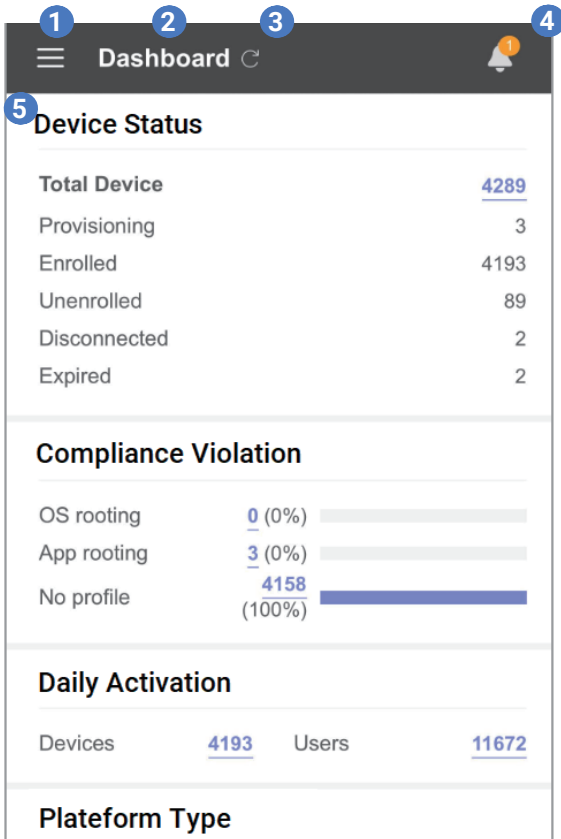 1 2 3 4
Dashboard 1
5
Device Status
Total Device 4289
Provisioning 3
Enrolled 4193
Unenrolled 89
Disconnected 2
Expired 2
Compliance Violation
OS rooting 0 (0%)
App rooting 3 (0%)
No profile 4158
(100%)
Daily Activation
Devices 4193 Users 11672
Plateform Type